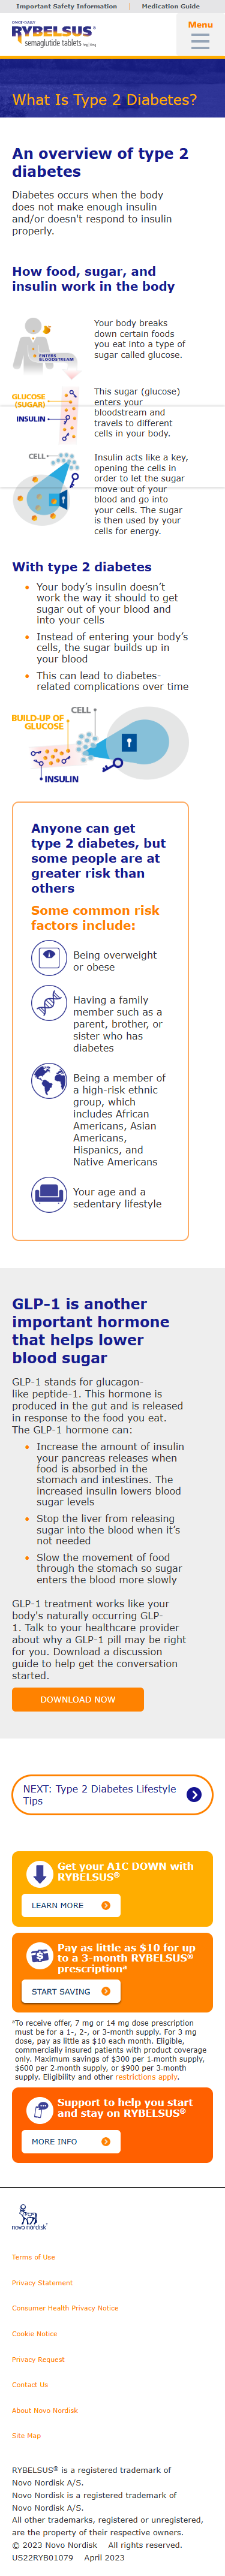 Important Safety Information | Medication Guide
ONCE-DAILY
RYBELSUS®
semaglutide tablets
Menu
What Is Type 2 Diabetes?
An overview of type 2
diabetes
Diabetes occurs when the body
does not make enough insulin
and/or doesn't respond to insulin
properly.
How food, sugar, and
insulin work in the body
Your body breaks
down certain foods
you eat into a type of
sugar called glucose.
ENTERS
BLOODSTREAM
This sugar (glucose)
enters your
bloodstream and
travels to different
cells in your body.
GLUCOSE
(SUGAR)
INSULIN
CELL
Insulin acts like a key,
opening the cells in
order to let the sugar
move out of your
blood and go into
your cells. The sugar
is then used by your
cells for energy.
With type 2 diabetes
• Your body’s insulin doesn’t
work the way it should to get
sugar out of your blood and
into your cells
• Instead of entering your body’s
cells, the sugar builds up in
your blood
• This can lead to diabetes-
related complications over time
CELL
BUILD-UP OF
GLUCOSE
INSULIN
Anyone can get
type 2 diabetes, but
some people are at
greater risk than
others
Some common risk
factors include:
Being overweight
or obese
Having a family
member such as a
parent, brother, or
sister who has
diabetes
Being a member of
a high-risk ethnic
group, which
includes African
Americans, Asian
Americans,
Hispanics, and
Native Americans
Your age and a
sedentary lifestyle
GLP-1 is another
important hormone
that helps lower
blood sugar
GLP-1 stands for glucagon-
like peptide-1. This hormone is
produced in the gut and is released
in response to the food you eat.
The GLP-1 hormone can:
• Increase the amount of insulin
your pancreas releases when
food is absorbed in the
stomach and intestines. The
increased insulin lowers blood
sugar levels
• Stop the liver from releasing
sugar into the blood when it’s
not needed
• Slow the movement of food
through the stomach so sugar
enters the blood more slowly
GLP-1 treatment works like your
body's naturally occurring GLP-
1. Talk to your healthcare provider
about why a GLP-1 pill may be right
for you. Download a discussion
guide to help get the conversation
started.
DOWNLOAD NOW
NEXT: Type 2 Diabetes Lifestyle
Tips
Get your A1C DOWN with
RYBELSUS®
LEARN MORE
Pay as little as $10 for up
to a 3-month RYBELSUS®
prescriptionᵃ
START SAVING
ᵃTo receive offer, 7 mg or 14 mg dose prescription
must be for a 1-, 2-, or 3-month supply. For 3 mg
dose, pay as little as $10 each month. Eligible,
commercially insured patients with product coverage
only. Maximum savings of $300 per 1-month supply,
$600 per 2-month supply, or $900 per 3-month
supply. Eligibility and other restrictions apply.
Support to help you start
and stay on RYBELSUS®
MORE INFO
novo nordisk®
Terms of Use
Privacy Statement
Consumer Health Privacy Notice
Cookie Notice
Privacy Request
Contact Us
About Novo Nordisk
Site Map
RYBELSUS® is a registered trademark of
Novo Nordisk A/S.
Novo Nordisk is a registered trademark of
Novo Nordisk A/S.
All other trademarks, registered or unregistered,
are the property of their respective owners.
© 2023 Novo Nordisk All rights reserved.
US22RYB01079 April 2023